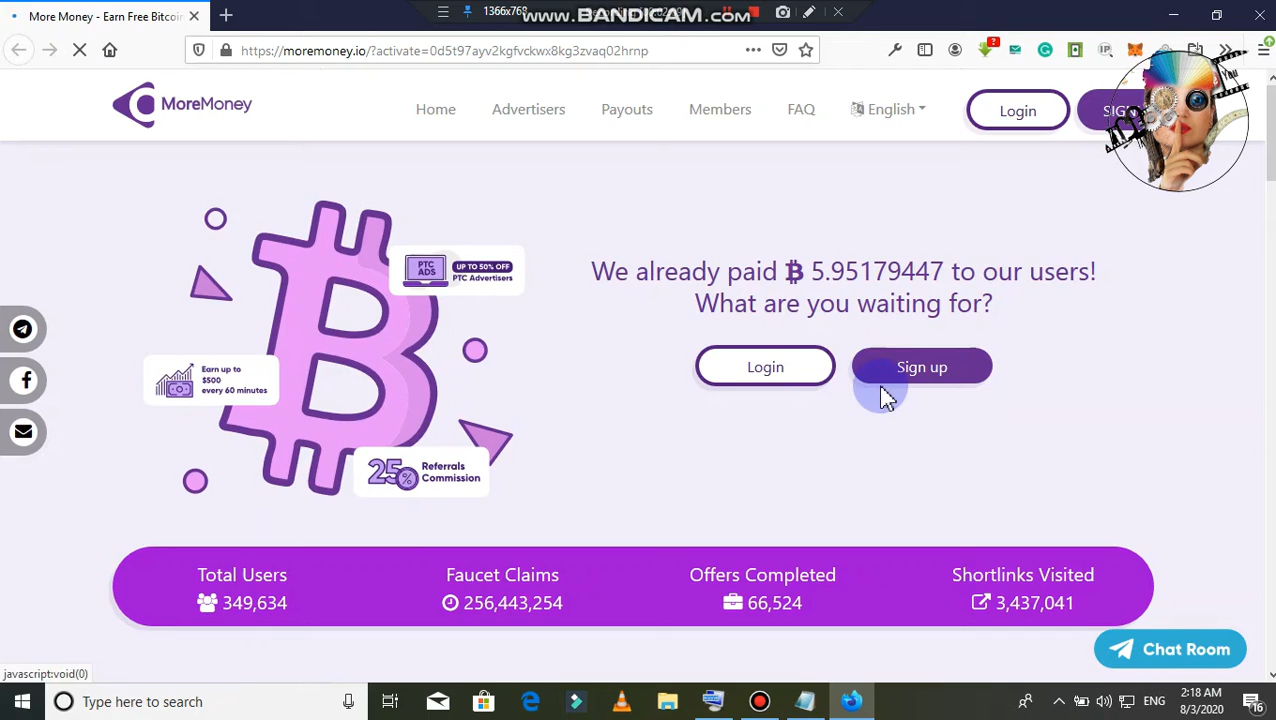 1366x768
www.BANDICAM.com
More Money - Earn Free Bitcoin
https://moremoney.io/?activate=0d5t97ayv2kgfvckwx8kg3zvaq02hrnp
MoreMoney
Home
Advertisers
Payouts
Members
FAQ
English
Login
You
PTC
ADS
UP TO 50% OFF
PTC Advertisers
We already paid ₿ 5.95179447 to our users!
What are you waiting for?
Earn up to
$500
every 60 minutes
Login
Sign up
25%
Referrals
Commission
Total Users
349,634
Faucet Claims
256,443,254
Offers Completed
66,524
Shortlinks Visited
3,437,041
Chat Room
javascript:void(0)
Type here to search
ENG
2:18 AM
8/3/2020
16